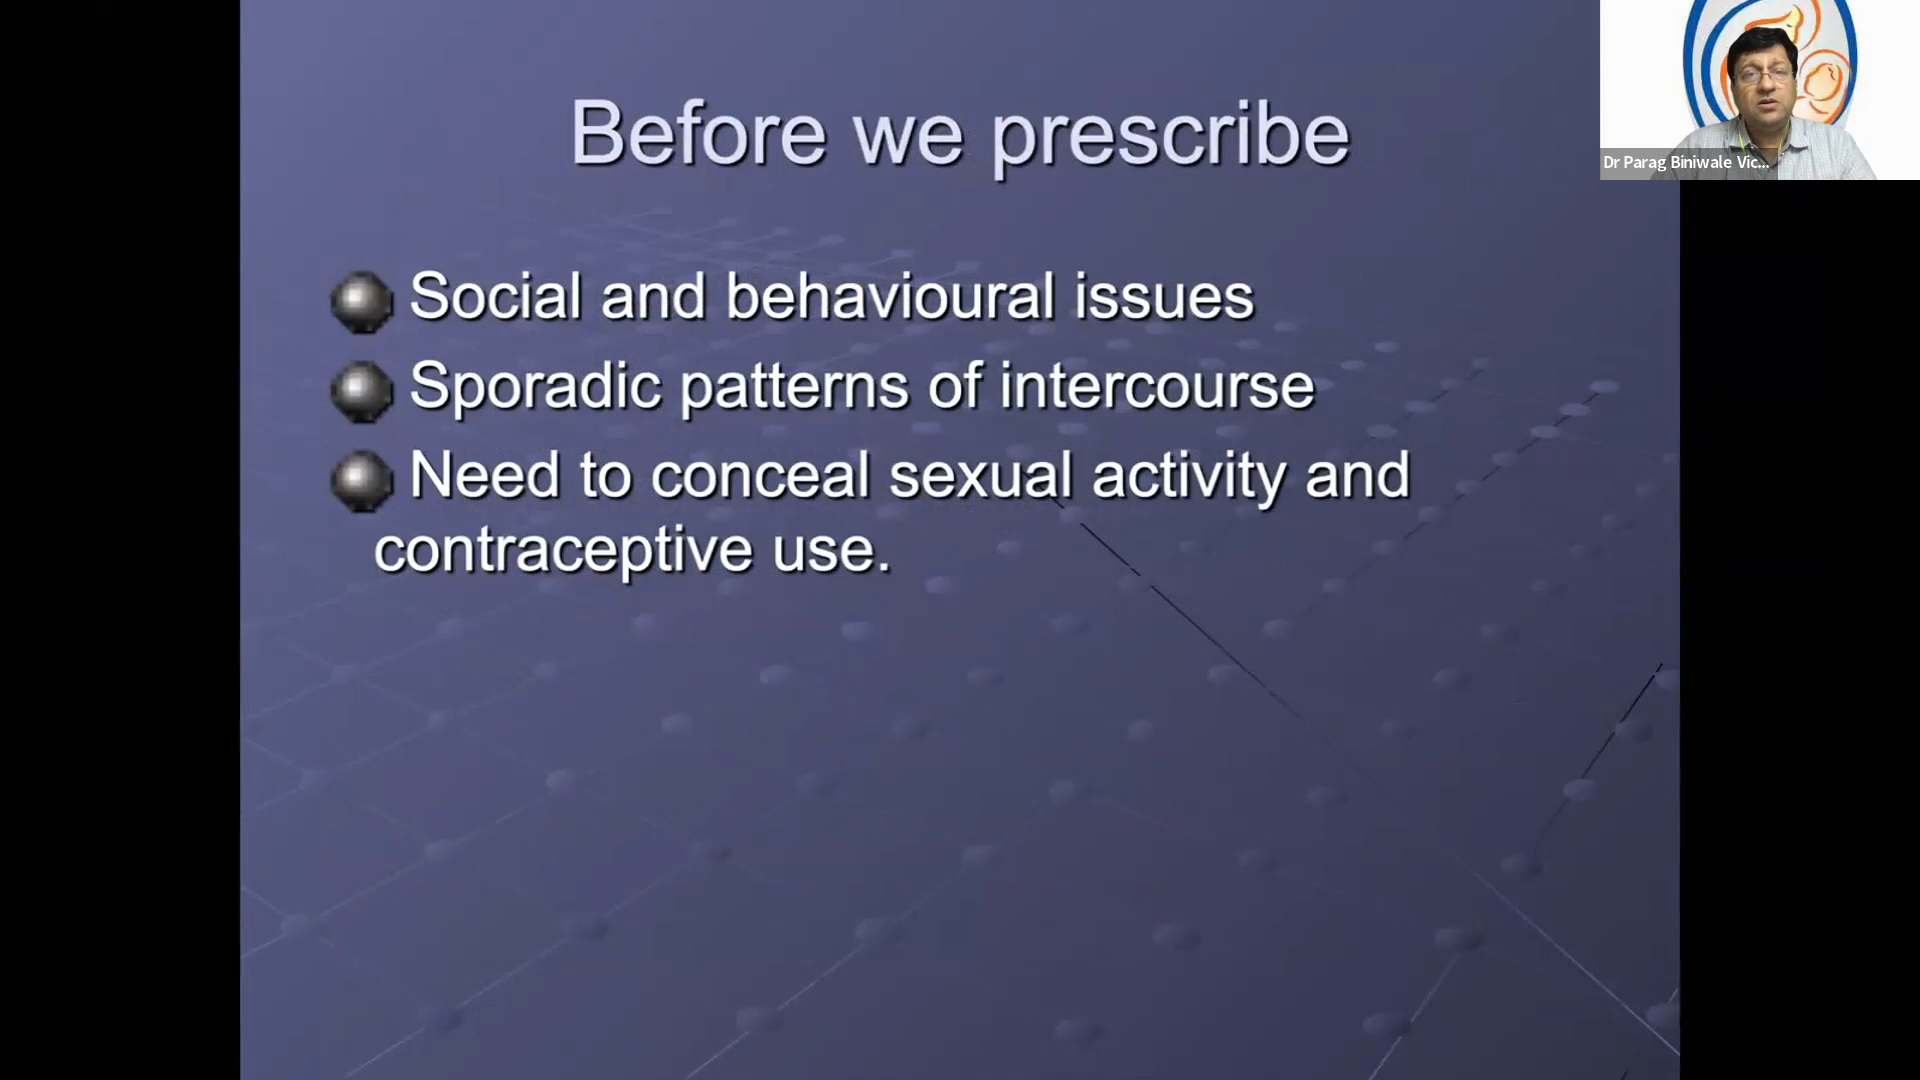 Before we prescribe
Social and behavioural issues
Sporadic patterns of intercourse
Need to conceal sexual activity and
contraceptive use.
Dr Parag Biniwale Vic...